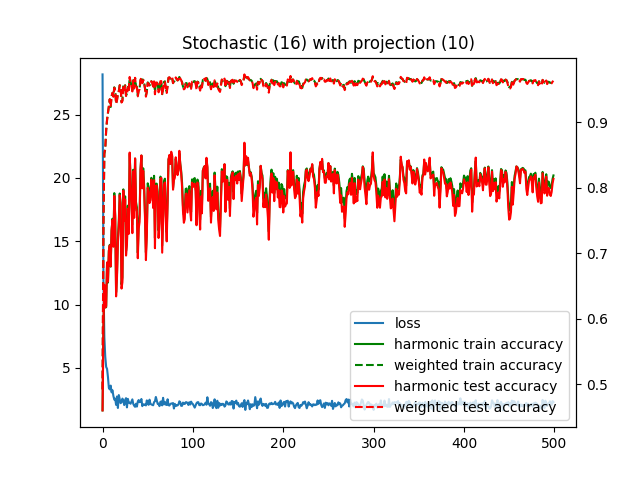 Stochastic (16) with projection (10)
25
20
15
10
5
0.9
0.8
0.7
0.6
0.5
loss
harmonic train accuracy
weighted train accuracy
harmonic test accuracy
weighted test accuracy
0 100 200 300 400 500